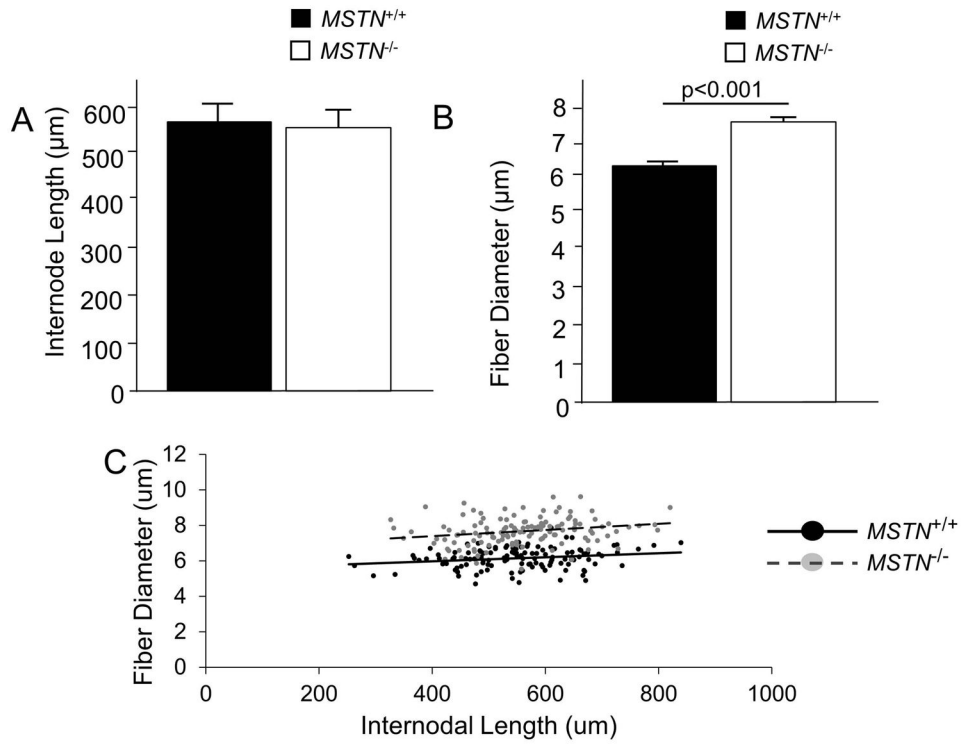 MSTN+/+
MSTN-/-
A
Internode Length (µm)
600
500
400
300
200
100
0
MSTN+/+
MSTN-/-
B
p<0.001
Fiber Diameter (µm)
8
7
6
5
4
3
2
1
0
C
Fiber Diameter (um)
12
10
8
6
4
2
0
0 200 400 600 800 1000
Internodal Length (um)
MSTN+/+
MSTN-/-